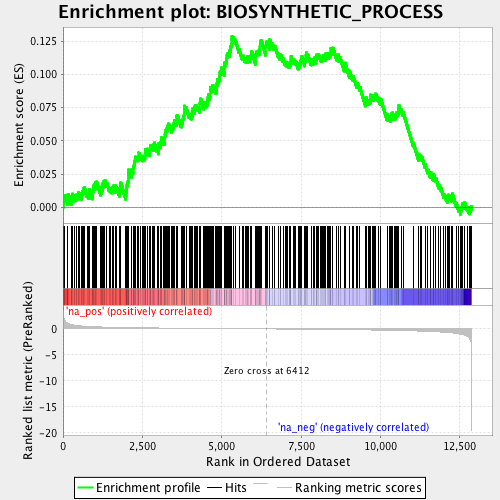 Enrichment plot: BIOSYNTHETIC_PROCESS
Enrichment score (ES)
0.125
0.100
0.075
0.050
0.025
0.000
'na_pos' (positively correlated)
Ranked list metric (PreRanked)
0
-5
-10
-15
-20
Zero cross at 6412
'na_neg' (negatively correlated)
0
2,500
5,000
7,500
10,000
12,500
Rank in Ordered Dataset
Enrichment profile
Hits
Ranking metric scores